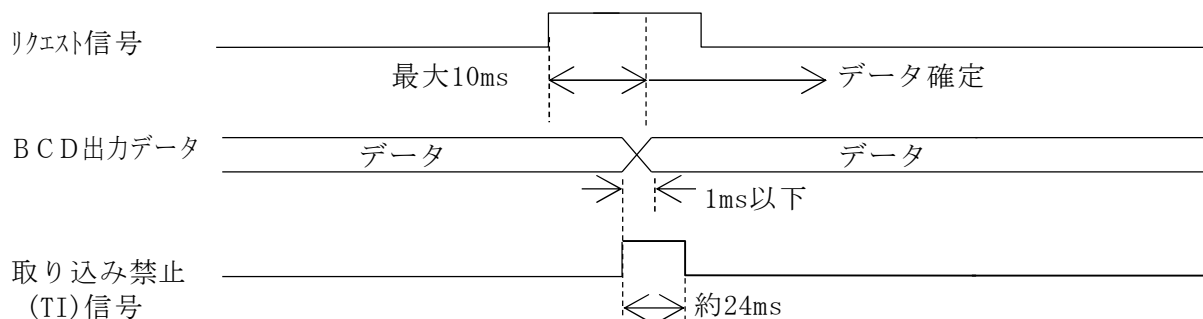 リクエスト信号
最大10ms
データ確定
BCD出力データ
データ
データ
1ms以下
取り込み禁止
(TI)信号
約24ms